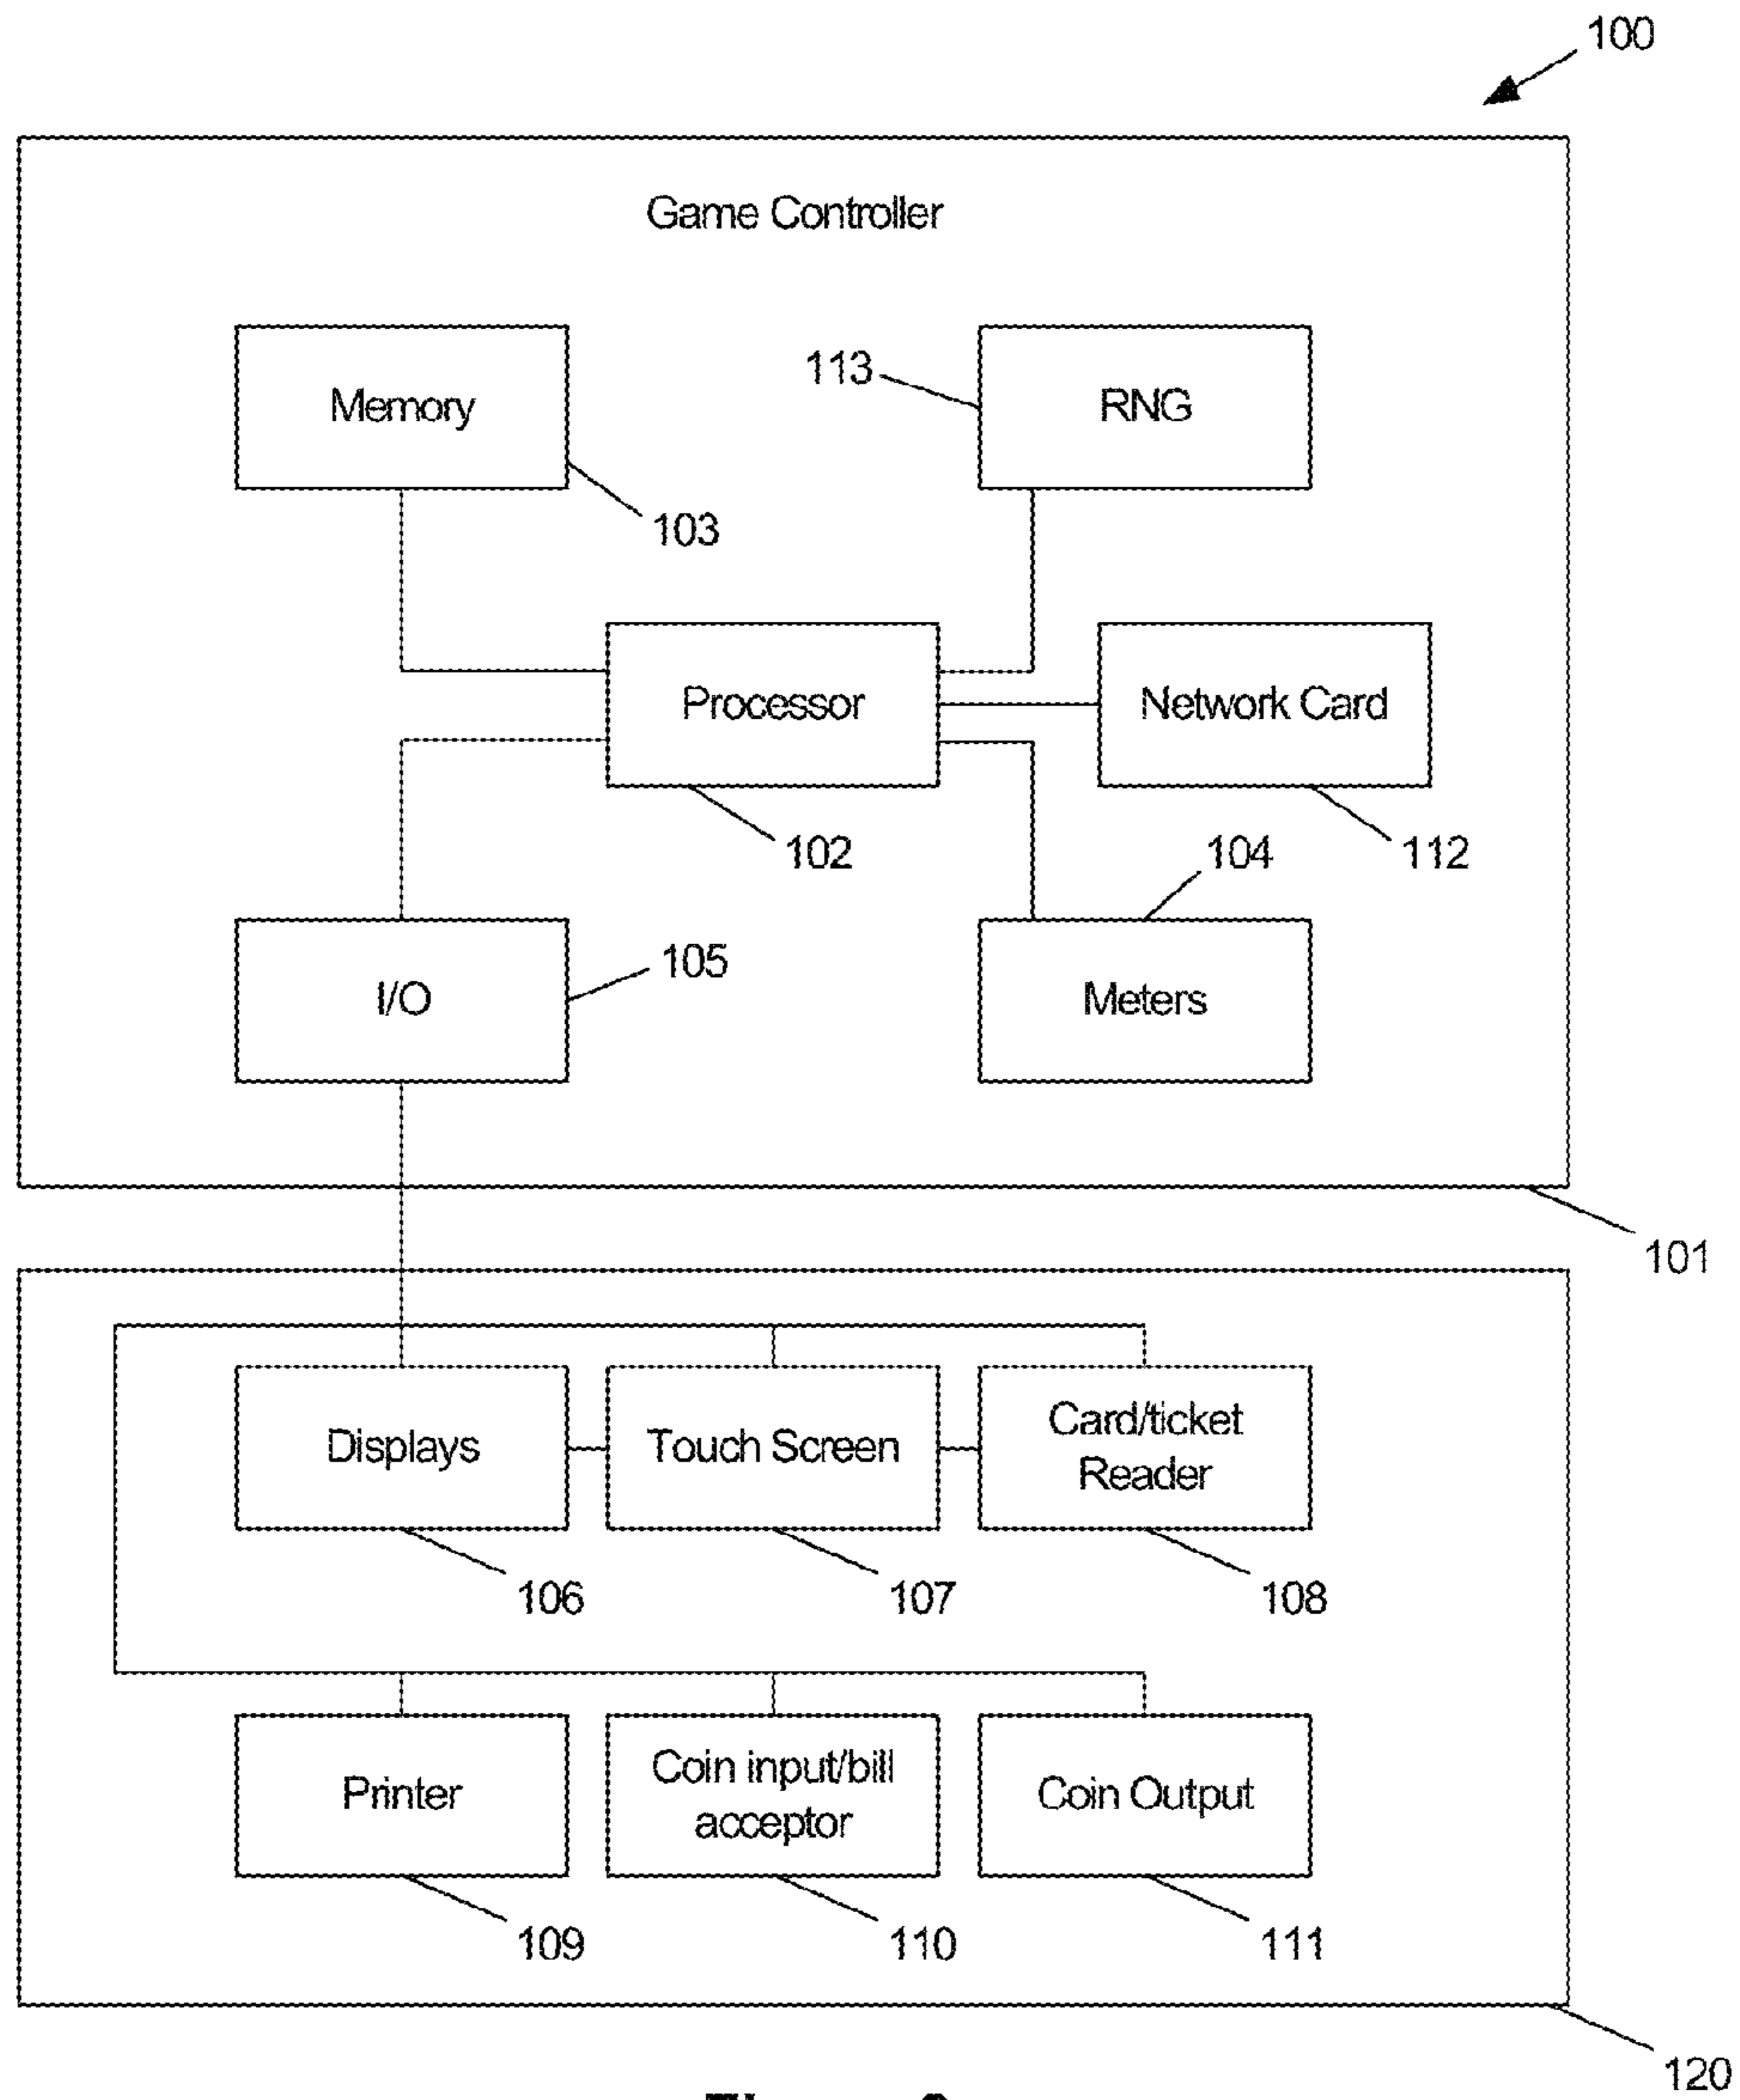 100
Game Controller
Memory
113
RNG
103
Processor
Network Card
102
104
112
I/O
105
Meters
101
Displays
Touch Screen
Card/ticket
Reader
106
107
108
Printer
Coin input/bill
acceptor
Coin Output
109
110
111
120